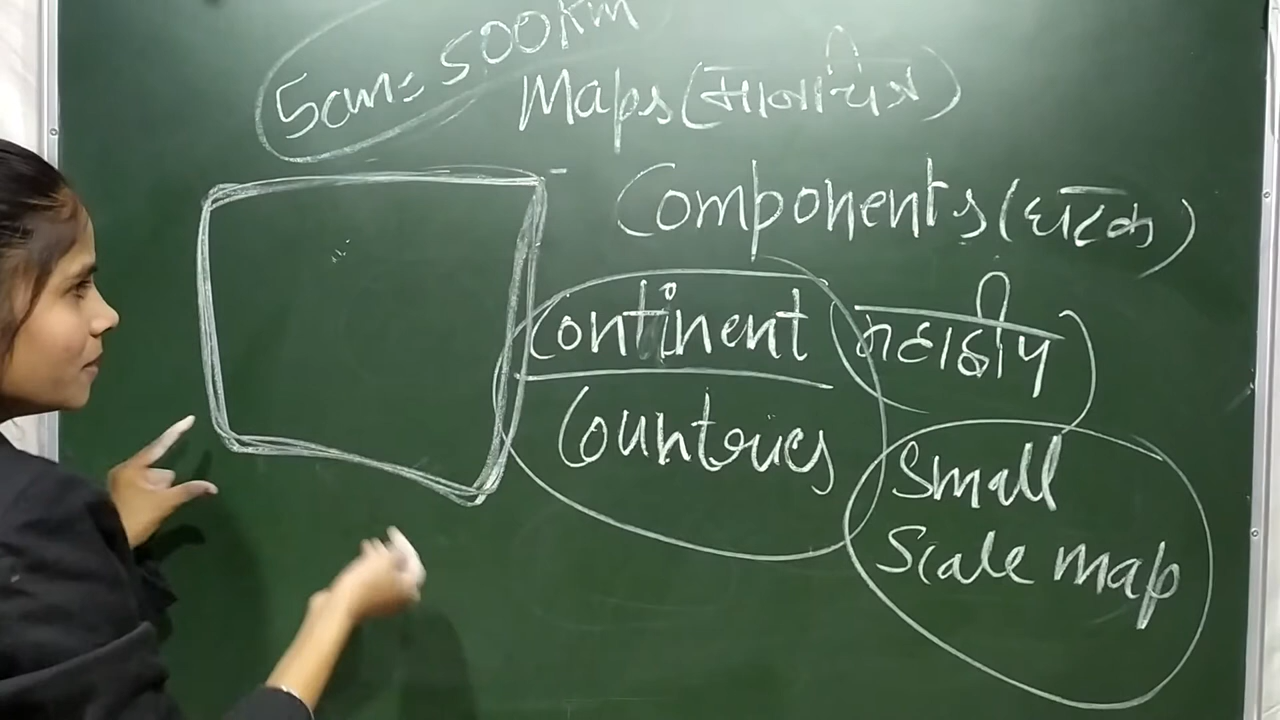 5cm= 500km
Maps (मानचित्र)
Components (घटक)
Continent (महाद्वीप
Countries
Small
Scale map